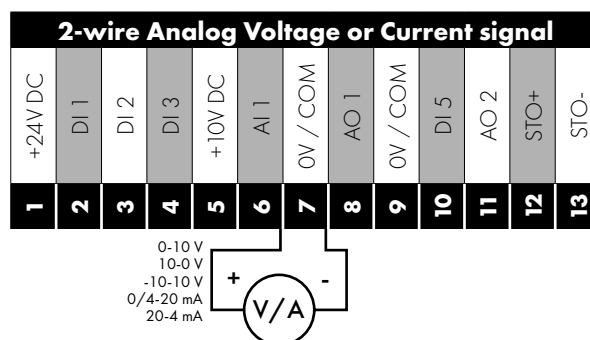 2-wire Analog Voltage or Current signal
+24V DC
DI 1
DI 2
DI 3
+10V DC
AI 1
0V / COM
AO 1
0V / COM
DI 5
AO 2
STO+
STO-
1
2
3
4
5
6
7
8
9
10
11
12
13
0-10 V
10-0 V
-10-10 V
0/4-20 mA
20-4 mA
+
-
V/A